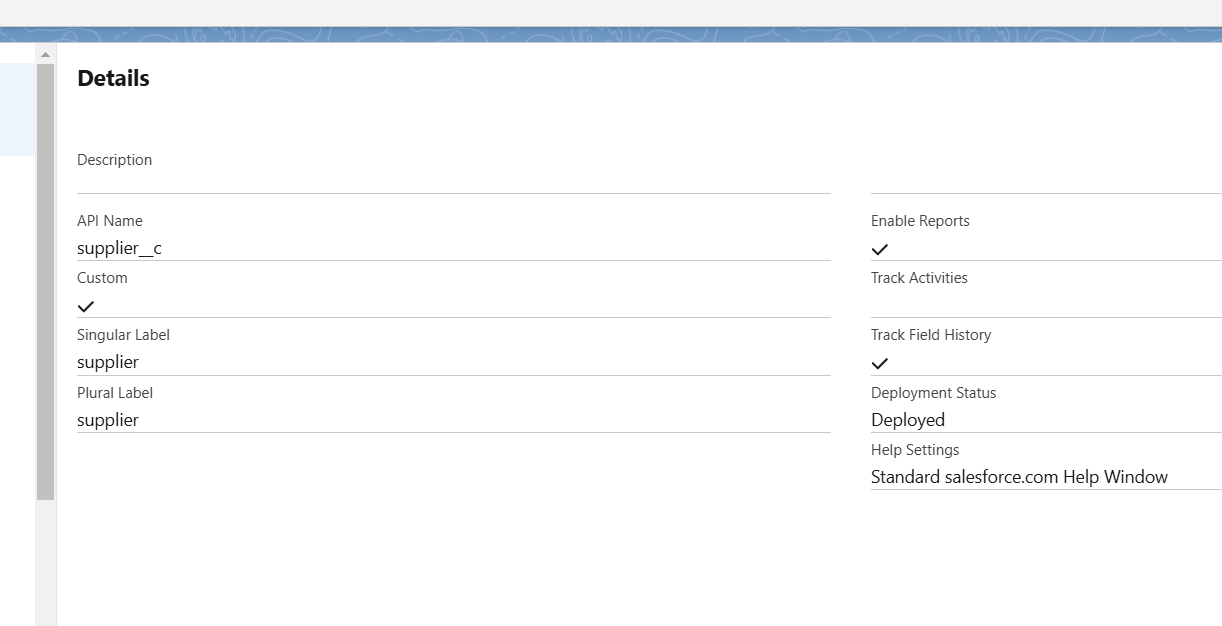 Details
Description
API Name
supplier__c
Custom
Singular Label
supplier
Plural Label
supplier
Enable Reports
Track Activities
Track Field History
Deployment Status
Deployed
Help Settings
Standard salesforce.com Help Window